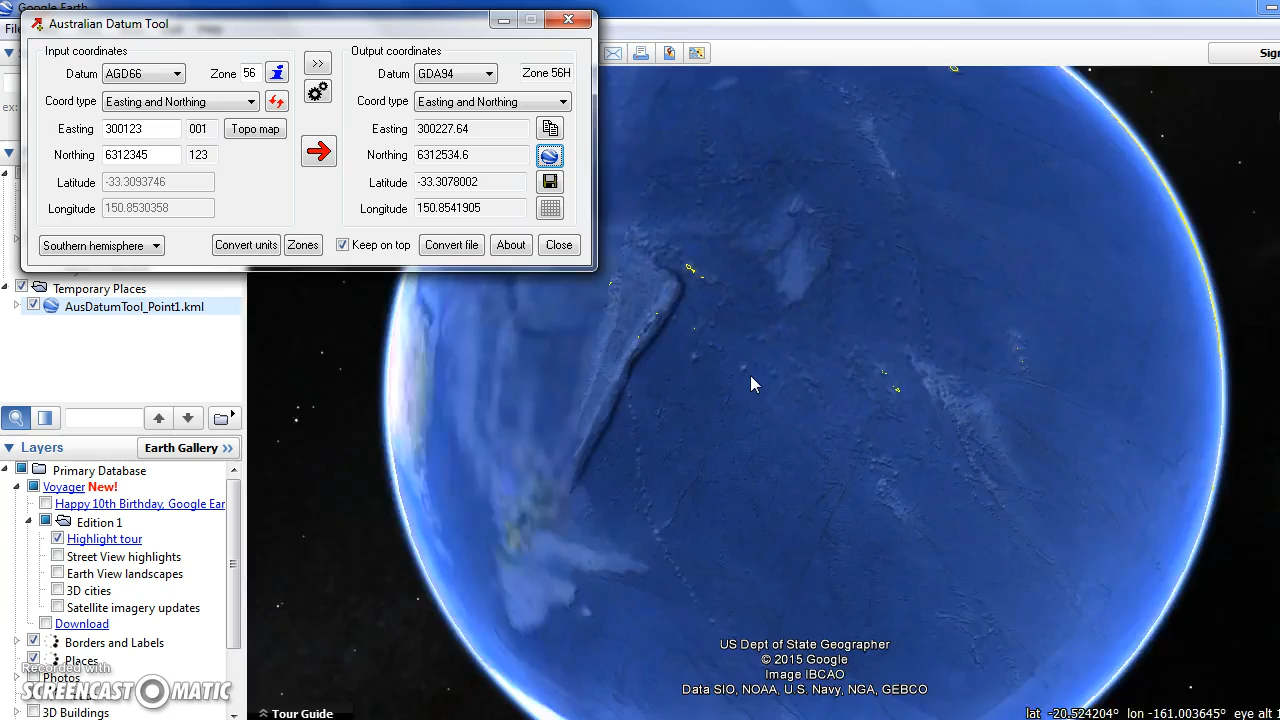 Google Earth
Australian Datum Tool
Input coordinates
Datum AGD66 Zone 56
Coord type Easting and Northing
Easting 300123 001 Topo map
Northing 6312345 123
Latitude -33.3093746
Longitude 150.8530358
Southern hemisphere Convert units Zones
>>
Output coordinates
Datum GDA94 Zone 56H
Coord type Easting and Northing
Easting 300227.64
Northing 6312534.6
Latitude -33.3078002
Longitude 150.8541905
Keep on top Convert file About Close
Sign
Temporary Places
AusDatumTool_Point1.kml
Layers Earth Gallery >>
Primary Database
Voyager New!
Happy 10th Birthday, Google Ear
Edition 1
Highlight tour
Street View highlights
Earth View landscapes
3D cities
Satellite imagery updates
Download
Borders and Labels
Places
Photos
3D Buildings
Recorded with
SCREENCAST MATIC
US Dept of State Geographer
© 2015 Google
Image IBCAO
Data SIO, NOAA, U.S. Navy, NGA, GEBCO
Tour Guide
lat -20.524204° lon -161.003645° eye alt 1